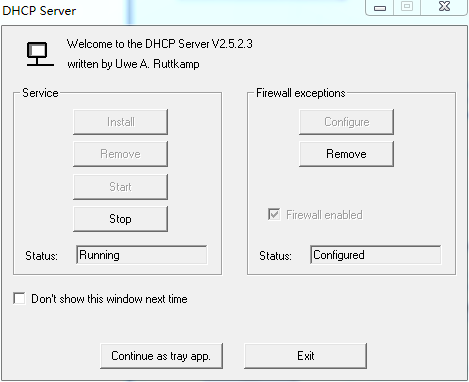 DHCP Server
Welcome to the DHCP Server V2.5.2.3
written by Uwe A. Ruttkamp
Service
Install
Remove
Start
Stop
Status: Running
Firewall exceptions
Configure
Remove
Firewall enabled
Status: Configured
Don't show this window next time
Continue as tray app.
Exit